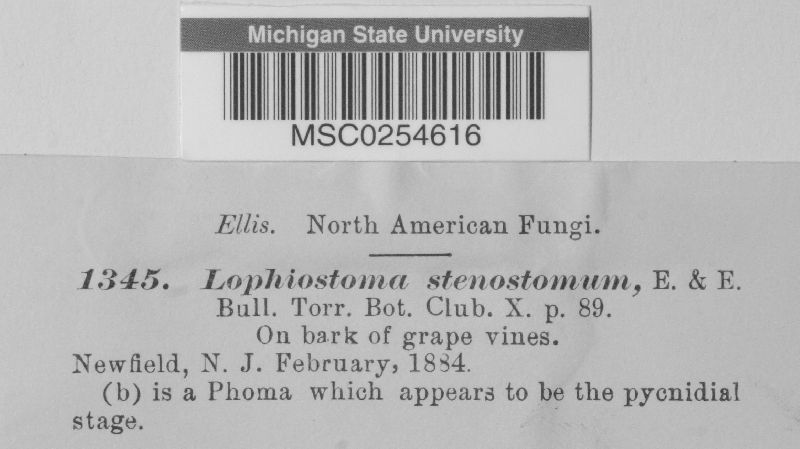 Michigan State University
MSC0254616
Ellis. North American Fungi.
1345. Lophiostoma stenostomum, E. & E.
Bull. Torr. Bot. Club. X. p. 89.
On bark of grape vines.
Newfield, N. J. February, 1884.
(b) is a Phoma which appears to be the pycnidial
stage.